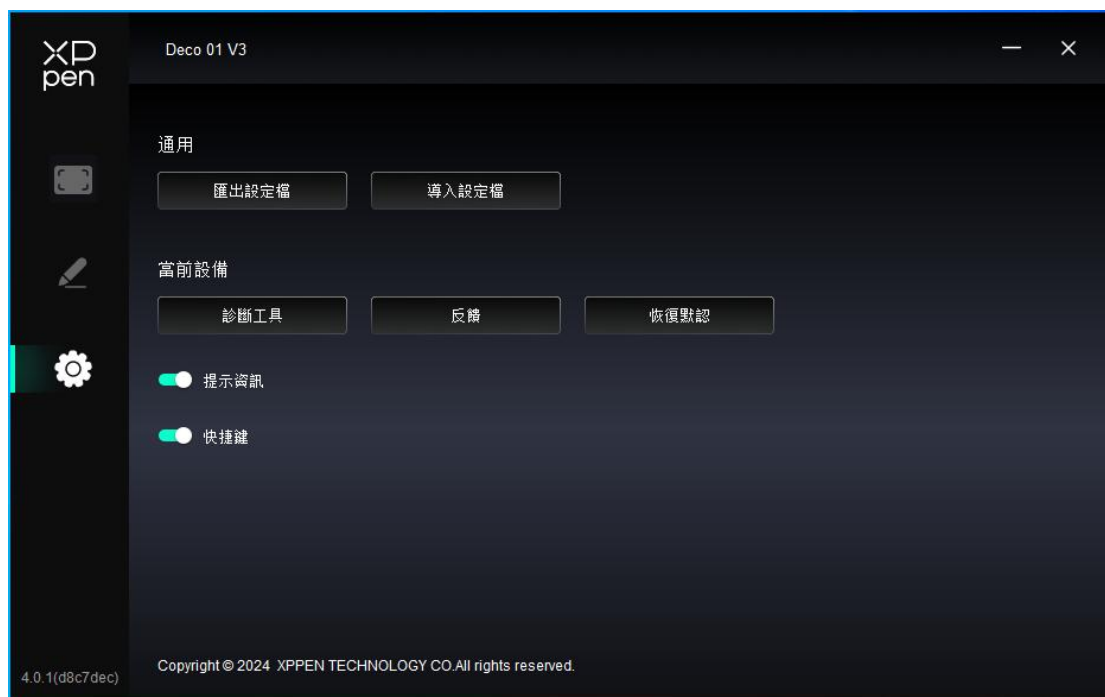 XP
pen
Deco 01 V3
通用
匯出設定檔
導入設定檔
當前設備
診斷工具
反饋
恢復默認
提示資訊
快捷鍵
4.0.1(d8c7dec)
Copyright © 2024 XPPEN TECHNOLOGY CO.All rights reserved.